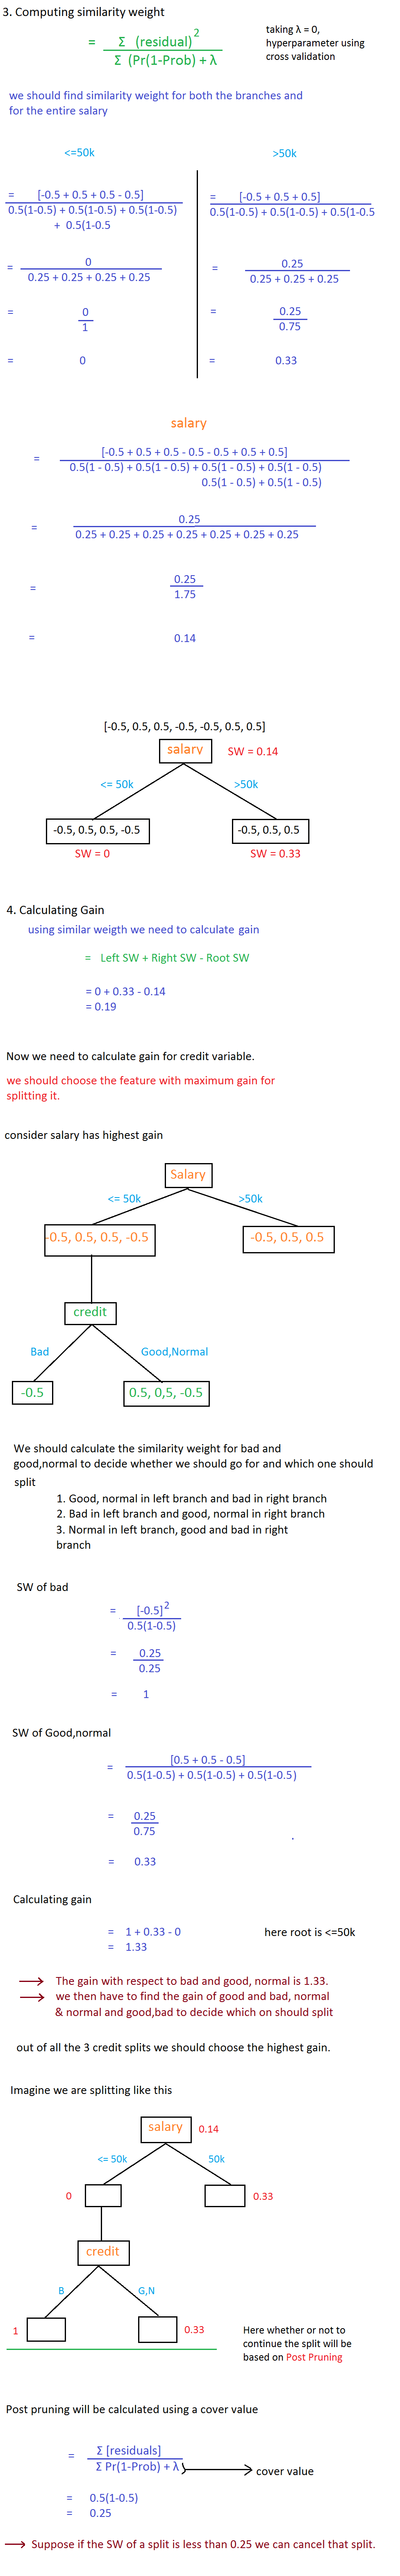 3. Computing similarity weight
= Σ (residual)²
Σ (Pr(1-Prob) + λ
taking λ = 0,
hyperparameter using
cross validation
we should find similarity weight for both the branches and
for the entire salary
<=50k
= [-0.5 + 0.5 + 0.5 - 0.5]
0.5(1-0.5) + 0.5(1-0.5) + 0.5(1-0.5)
+ 0.5(1-0.5
= 0
0.25 + 0.25 + 0.25 + 0.25
= 0
1
= 0
>50k
= [-0.5 + 0.5 + 0.5]
0.5(1-0.5) + 0.5(1-0.5) + 0.5(1-0.5
= 0.25
0.25 + 0.25 + 0.25
= 0.25
0.75
= 0.33
salary
= [-0.5 + 0.5 + 0.5 - 0.5 - 0.5 + 0.5 + 0.5]
0.5(1 - 0.5) + 0.5(1 - 0.5) + 0.5(1 - 0.5) + 0.5(1 - 0.5)
0.5(1 - 0.5) + 0.5(1 - 0.5)
= 0.25
0.25 + 0.25 + 0.25 + 0.25 + 0.25 + 0.25 + 0.25
= 0.25
1.75
= 0.14
[-0.5, 0.5, 0.5, -0.5, -0.5, 0.5, 0.5]
salary SW = 0.14
<= 50k >50k
-0.5, 0.5, 0.5, -0.5 -0.5, 0.5, 0.5
SW = 0 SW = 0.33
4. Calculating Gain
using similar weigth we need to calculate gain
= Left SW + Right SW - Root SW
= 0 + 0.33 - 0.14
= 0.19
Now we need to calculate gain for credit variable.
we should choose the feature with maximum gain for
splitting it.
consider salary has highest gain
Salary
<= 50k >50k
-0.5, 0.5, 0.5, -0.5 -0.5, 0.5, 0.5
credit
Bad Good,Normal
-0.5 0.5, 0,5, -0.5
We should calculate the similarity weight for bad and
good,normal to decide whether we should go for and which one should
split
1. Good, normal in left branch and bad in right branch
2. Bad in left branch and good, normal in right branch
3. Normal in left branch, good and bad in right
branch
SW of bad
= [-0.5]²
0.5(1-0.5)
= 0.25
0.25
= 1
SW of Good,normal
= [0.5 + 0.5 - 0.5]
0.5(1-0.5) + 0.5(1-0.5) + 0.5(1-0.5)
= 0.25
0.75
= 0.33
Calculating gain
= 1 + 0.33 - 0 here root is <=50k
= 1.33
The gain with respect to bad and good, normal is 1.33.
we then have to find the gain of good and bad, normal
& normal and good,bad to decide which on should split
out of all the 3 credit splits we should choose the highest gain.
Imagine we are splitting like this
salary 0.14
<= 50k 50k
0 0.33
credit
B G,N
1 0.33
Here whether or not to
continue the split will be
based on Post Pruning
Post pruning will be calculated using a cover value
= Σ [residuals]
Σ Pr(1-Prob) + λ cover value
= 0.5(1-0.5)
= 0.25
Suppose if the SW of a split is less than 0.25 we can cancel that split.